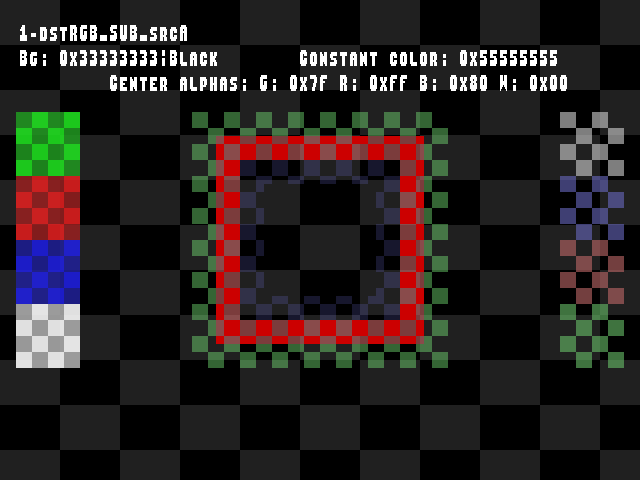 1-dstRGB_SUB_srcA
Bg: 0x33333333¦Black Constant color: 0x55555555
Center alphas: G: 0x7F R: 0xFF B: 0x80 W: 0x00